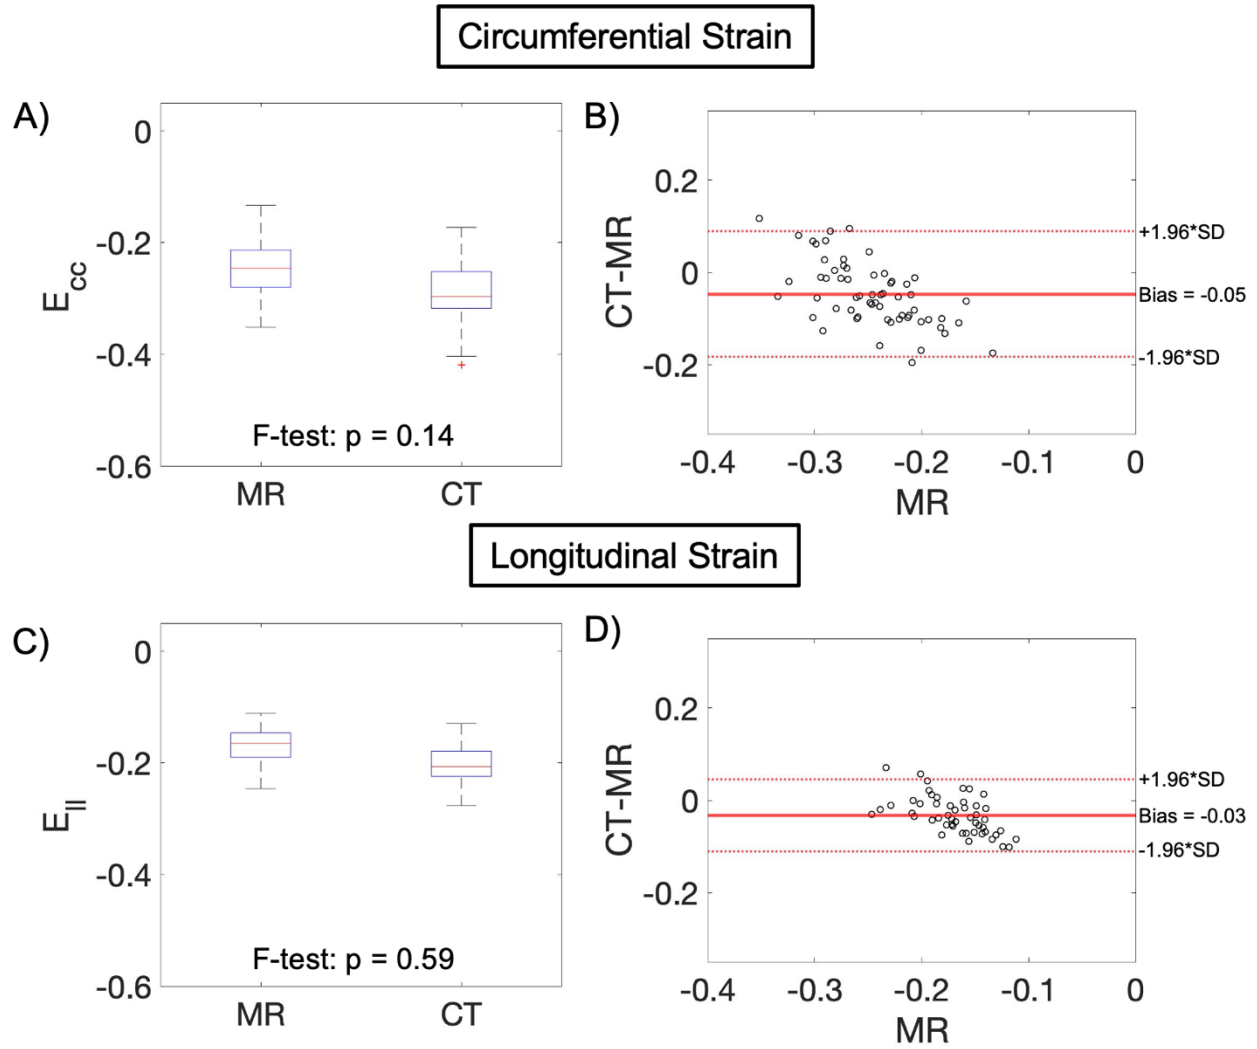 Circumferential Strain
A)
0
-0.2
-0.4
-0.6
Ecc
F-test: p = 0.14
MR CT
B)
0.2
0
-0.2
CT-MR
+1.96*SD
Bias = -0.05
-1.96*SD
-0.4 -0.3 -0.2 -0.1 0
MR
Longitudinal Strain
C)
0
-0.2
-0.4
-0.6
Ell
F-test: p = 0.59
MR CT
D)
0.2
0
-0.2
CT-MR
+1.96*SD
Bias = -0.03
-1.96*SD
-0.4 -0.3 -0.2 -0.1 0
MR